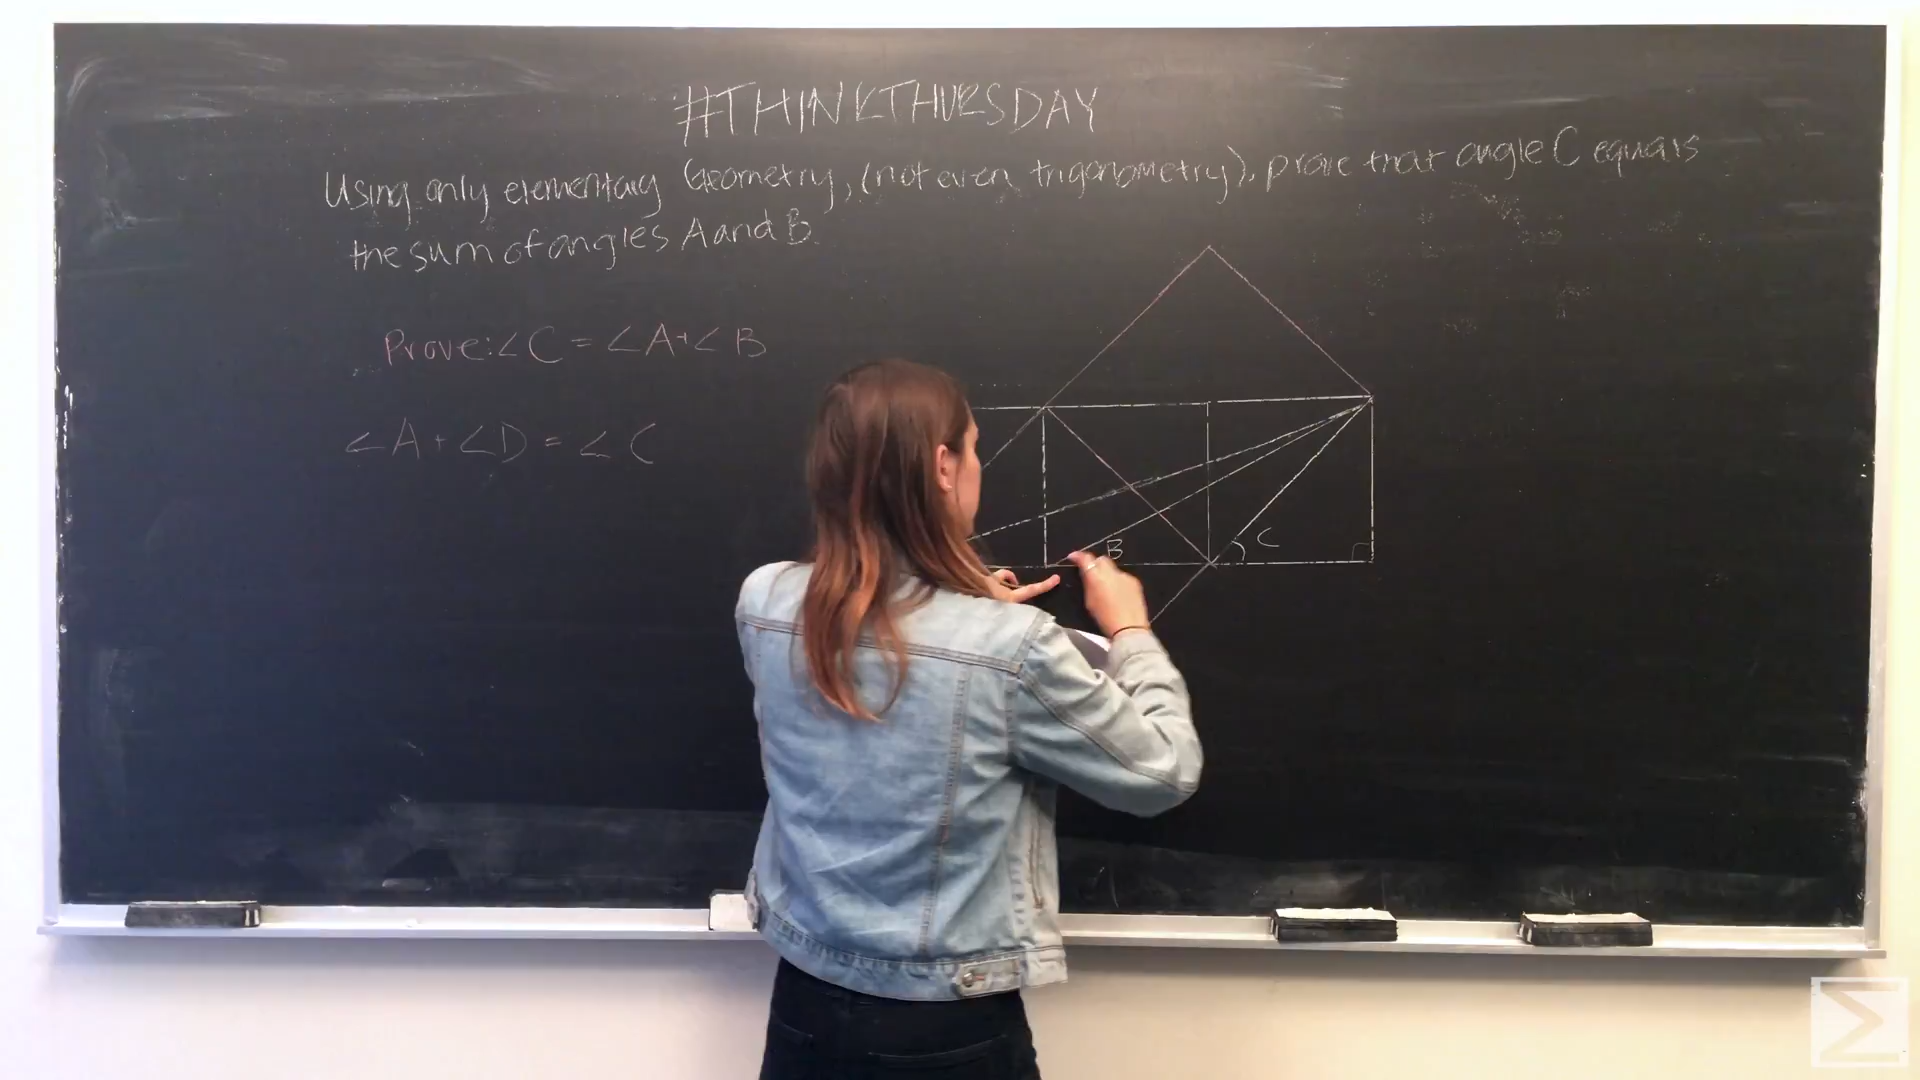 #THINKTHURSDAY
Using only elementary Geometry, (not even trigonometry), prove that angle C equals
the sum of angles A and B.
Prove: ∠C = ∠A + ∠B
∠A + ∠D = ∠C
B
C
Σ